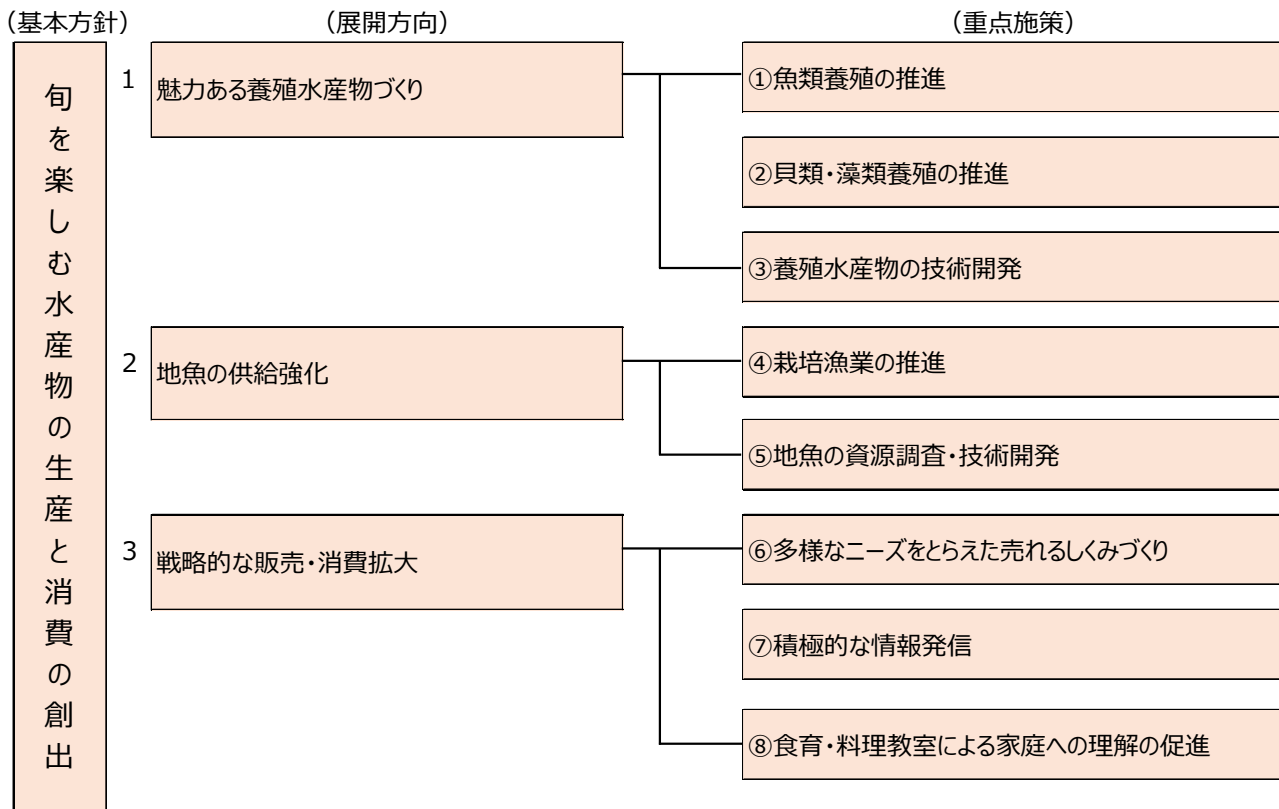 (基本方針)
(展開方向)
(重点施策)
旬を楽しむ水産物の生産と消費の創出
1
魅力ある養殖水産物づくり
①魚類養殖の推進
②貝類・藻類養殖の推進
③養殖水産物の技術開発
2
地魚の供給強化
④栽培漁業の推進
⑤地魚の資源調査・技術開発
3
戦略的な販売・消費拡大
⑥多様なニーズをとらえた売れるしくみづくり
⑦積極的な情報発信
⑧食育・料理教室による家庭への理解の促進